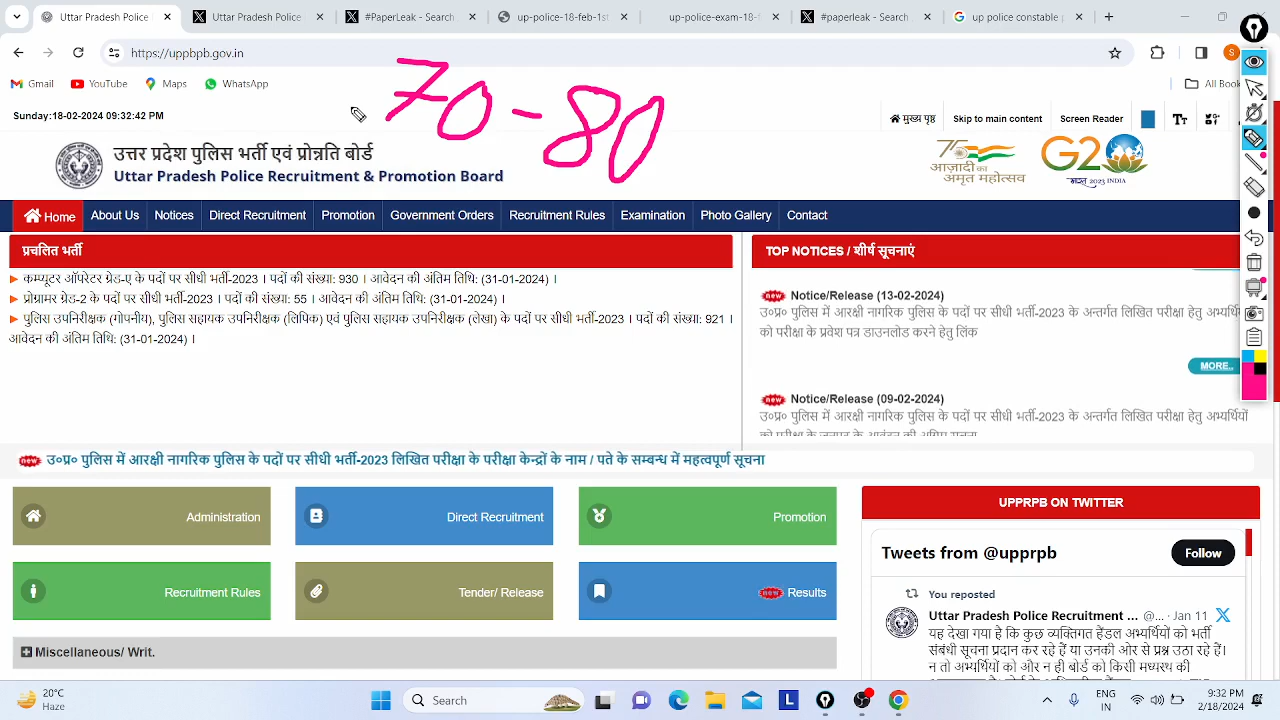 Uttar Pradesh Police Re
#PaperLeak - Search
up-police-18-feb-1st
up-police-exam-18-f
#paperleak - Search
up police constable
https://uppbpb.gov.in
S
Gmail
YouTube
Maps
WhatsApp
All Book
70-80
Sunday:18-02-2024 09:32:42 PM
मुख्य पृष्ठ
Skip to main content
Screen Reader
TT
उत्तर प्रदेश पुलिस भर्ती एवं प्रोन्नति बोर्ड
Uttar Pradesh Police Recruitment & Promotion Board
75
आज़ादी का
अमृत महोत्सव
G20
भारत 2023 INDIA
Home
About Us
Notices
Direct Recruitment
Promotion
Government Orders
Recruitment Rules
Examination
Photo Gallery
Contact
प्रचलित भर्ती
कम्प्यूटर ऑपरेटर ग्रेड-ए के पदों पर सीधी भर्ती-2023 । पदों की संख्या: 930 । आवेदन की अंतिम तिथि: (31-01-2024) ।
प्रोग्रामर ग्रेड-2 के पदों पर सीधी भर्ती-2023 । पदों की संख्या: 55 । आवेदन की अंतिम तिथि: (31-01-2024) ।
पुलिस उपनिरीक्षक (गोपनीय), पुलिस सहायक उपनिरीक्षक (लिपिक) एवं पुलिस सहायक उपनिरीक्षक (लेखा) के पदों पर सीधी भर्ती-2023 । पदों की संख्या: 921 ।
आवेदन की अंतिम तिथि: (31-01-2024) ।
TOP NOTICES / शीर्ष सूचनाएं
new Notice/Release (13-02-2024)
उ०प्र० पुलिस में आरक्षी नागरिक पुलिस के पदों पर सीधी भर्ती-2023 के अन्तर्गत लिखित परीक्षा हेतु अभ्यर्थि
को परीक्षा के प्रवेश पत्र डाउनलोड करने हेतु लिंक
MORE..
new Notice/Release (09-02-2024)
उ०प्र० पुलिस में आरक्षी नागरिक पुलिस के पदों पर सीधी भर्ती-2023 के अन्तर्गत लिखित परीक्षा हेतु अभ्यर्थियों
को परीक्षा के जनपद के आवंटन की अग्रिम सूचना
new उ०प्र० पुलिस में आरक्षी नागरिक पुलिस के पदों पर सीधी भर्ती-2023 लिखित परीक्षा के परीक्षा केन्द्रों के नाम / पते के सम्बन्ध में महत्वपूर्ण सूचना
Administration
Direct Recruitment
Promotion
Recruitment Rules
Tender/ Release
new Results
Miscellaneous/ Writ.
UPPRPB ON TWITTER
Tweets from @upprpb
Follow
You reposted
Uttar Pradesh Police Recruitment ... @... · Jan 11
यह देखा गया है कि कुछ व्यक्तिगत हैंडल अभ्यर्थियों को भर्ती
संबंधी सूचना प्रदान कर रहे हैं या उनकी ओर से प्रश्न उठा रहे हैं।
न तो अभ्यर्थियों को ओर न ही बोर्ड को किसी मध्यस्थ की
20°C
Haze
Search
L
ENG
IN
9:32 PM
2/18/2024